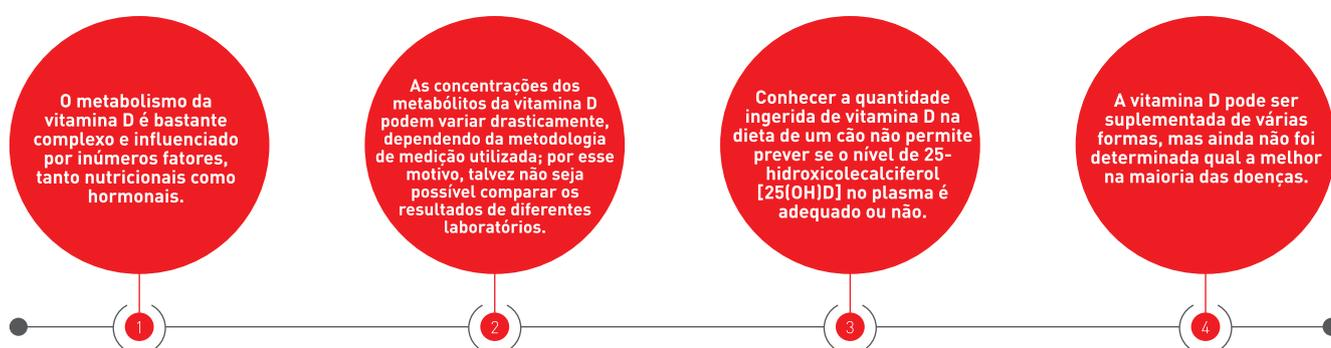 O metabolismo da
vitamina D é bastante
complexo e influenciado
por inúmeros fatores,
tanto nutricionais como
hormonais.
As concentrações dos
metabólitos da vitamina D
podem variar drasticamente,
dependendo da metodologia
de medição utilizada; por esse
motivo, talvez não seja
possível comparar os
resultados de diferentes
laboratórios.
Conhecer a quantidade
ingerida de vitamina D na
dieta de um cão não permite
prever se o nível de 25-
hidroxicolecalciferol
[25(OH)D] no plasma é
adequado ou não.
A vitamina D pode ser
suplementada de várias
formas, mas ainda não foi
determinada qual a melhor
na maioria das doenças.
1
2
3
4